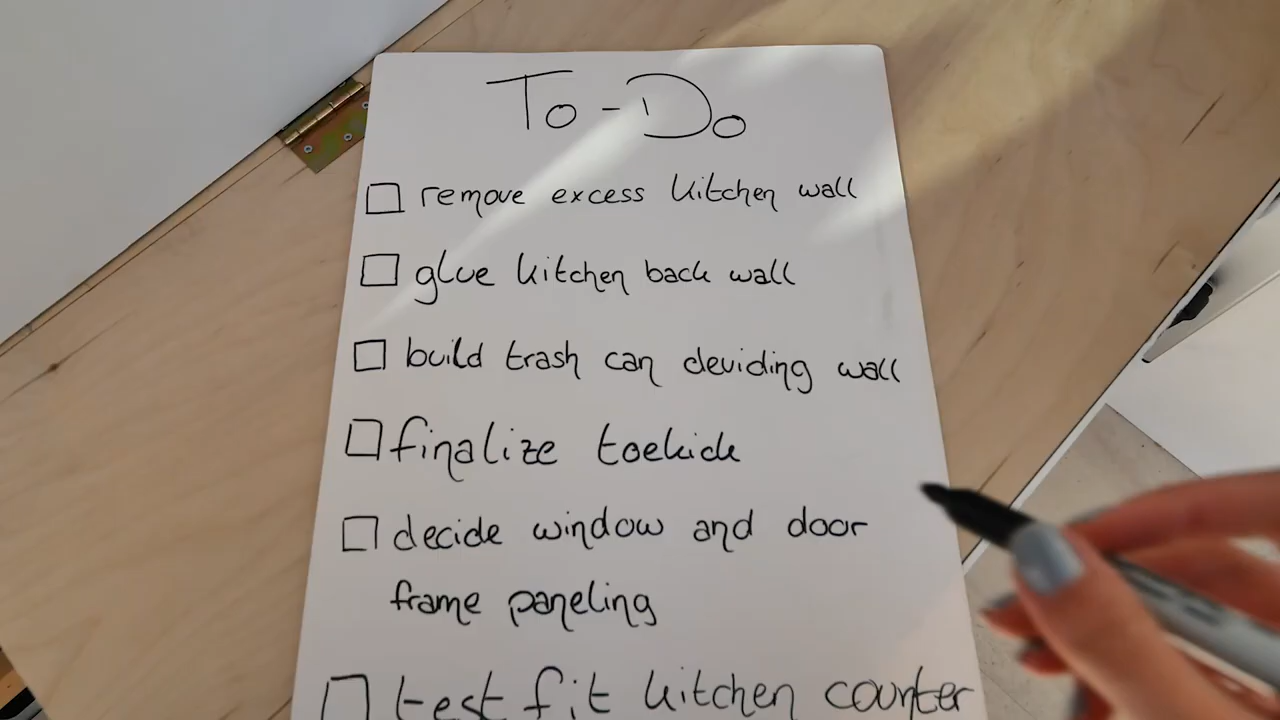 To-Do
remove excess kitchen wall
glue kitchen back wall
build trash can deviding wall
finalize toekick
decide window and door
frame paneling
test fit kitchen counter